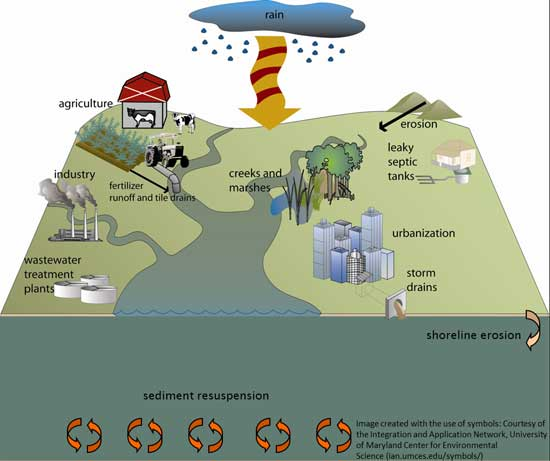 rain
agriculture
erosion
leaky
septic
tanks
industry
fertilizer
runoff and tile drains
creeks and
marshes
urbanization
wastewater
treatment
plants
storm
drains
shoreline erosion
sediment resuspension
Image created with the use of symbols: Courtesy of
the Integration and Application Network, University
of Maryland Center for Environmental
Science (ian.umces.edu/symbols/)